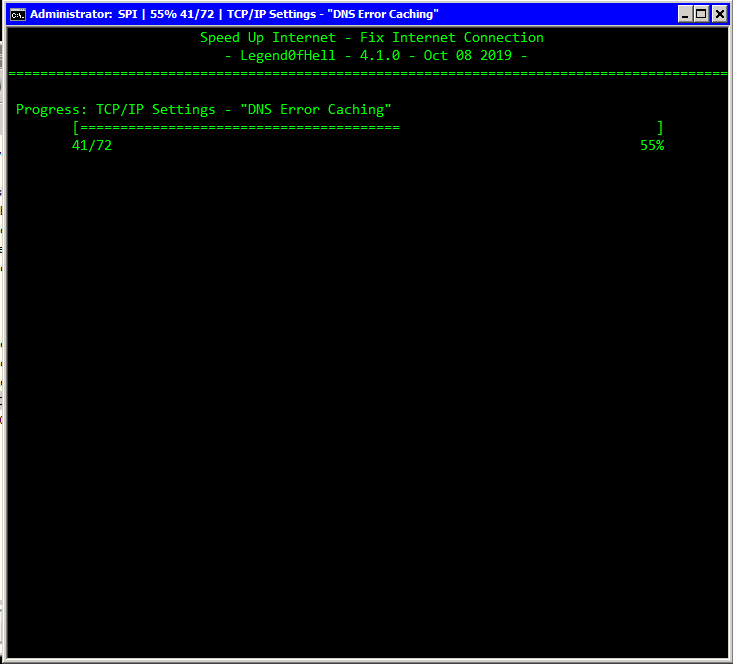 Administrator: SPI | 55% 41/72 | TCP/IP Settings - "DNS Error Caching"
Speed Up Internet - Fix Internet Connection
- Legend0fHell - 4.1.0 - Oct 08 2019 -
==========================================================================================
Progress: TCP/IP Settings - "DNS Error Caching"
[======================================== ]
41/72 55%